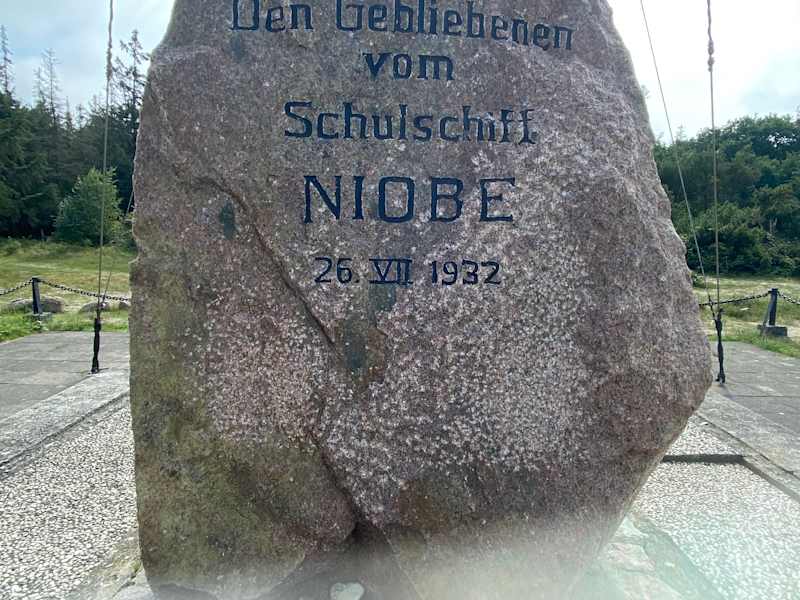 Den Gebliebenen
vom
Schulschiff
NIOBE
26. VII 1932